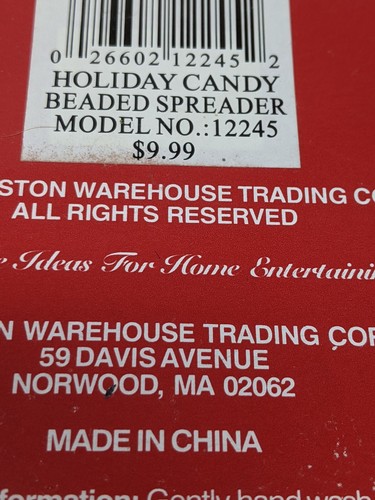 0 26602 12245 2
HOLIDAY CANDY
BEADED SPREADER
MODEL NO.:12245
$9.99
STON WAREHOUSE TRADING CO
ALL RIGHTS RESERVED
e Ideas For Home Entertaini
N WAREHOUSE TRADING COR
59 DAVIS AVENUE
NORWOOD, MA 02062
MADE IN CHINA
formation: Gently hand wash